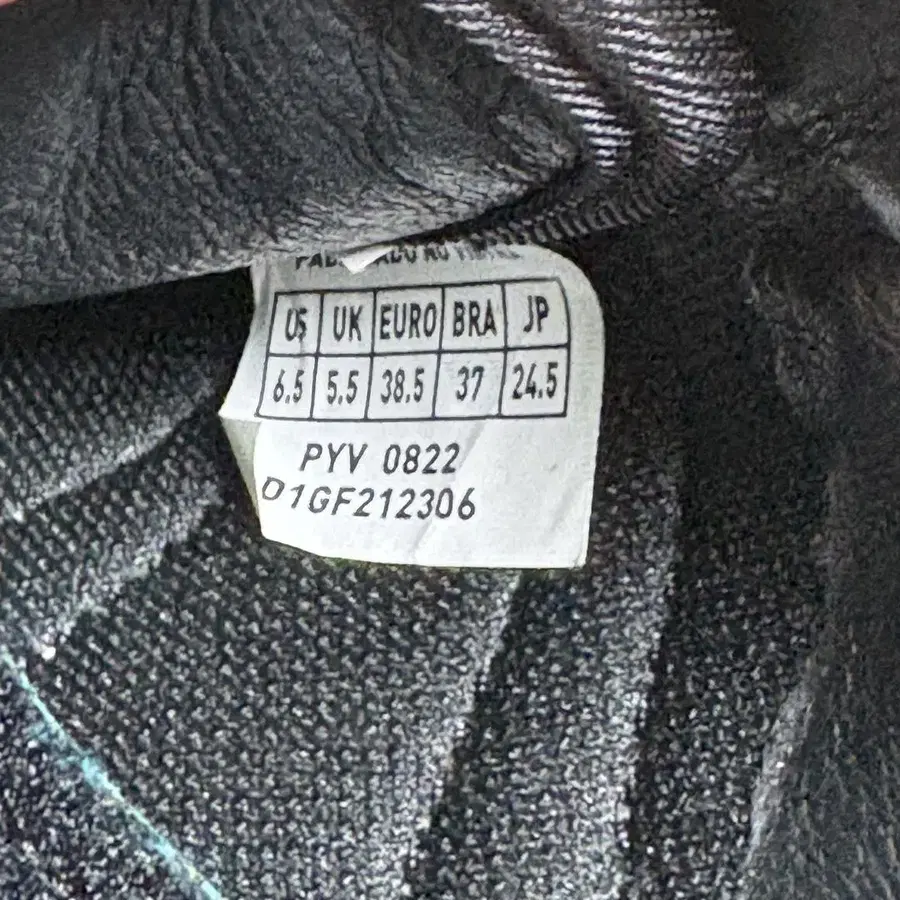 US UK EURO BRA JP
6.5 5.5 38.5 37 24.5
PYV 0822
D1GF212306